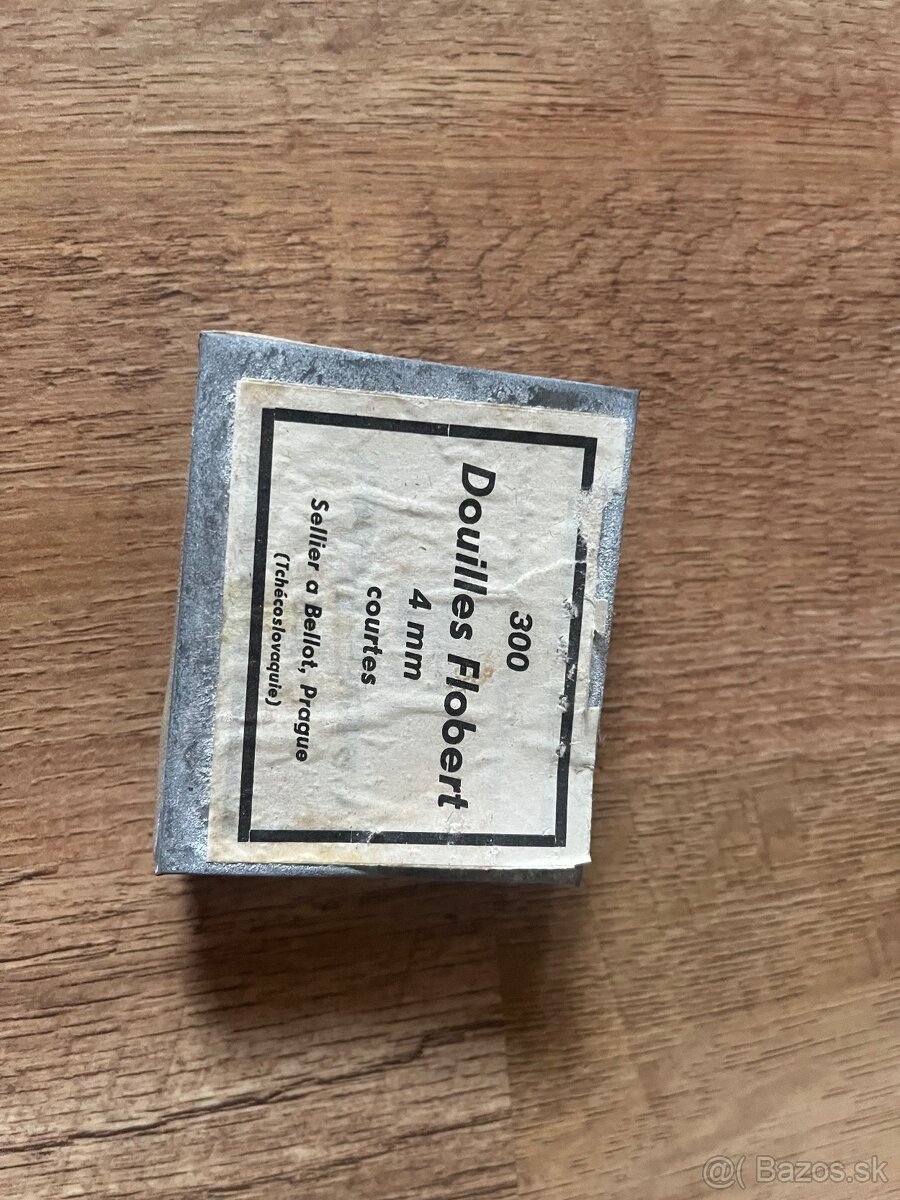 300
Douilles Flobert
4 mm
courtes
Sellier a Bellot, Prague
(Tchécoslovaquie)
@( Bazos.sk